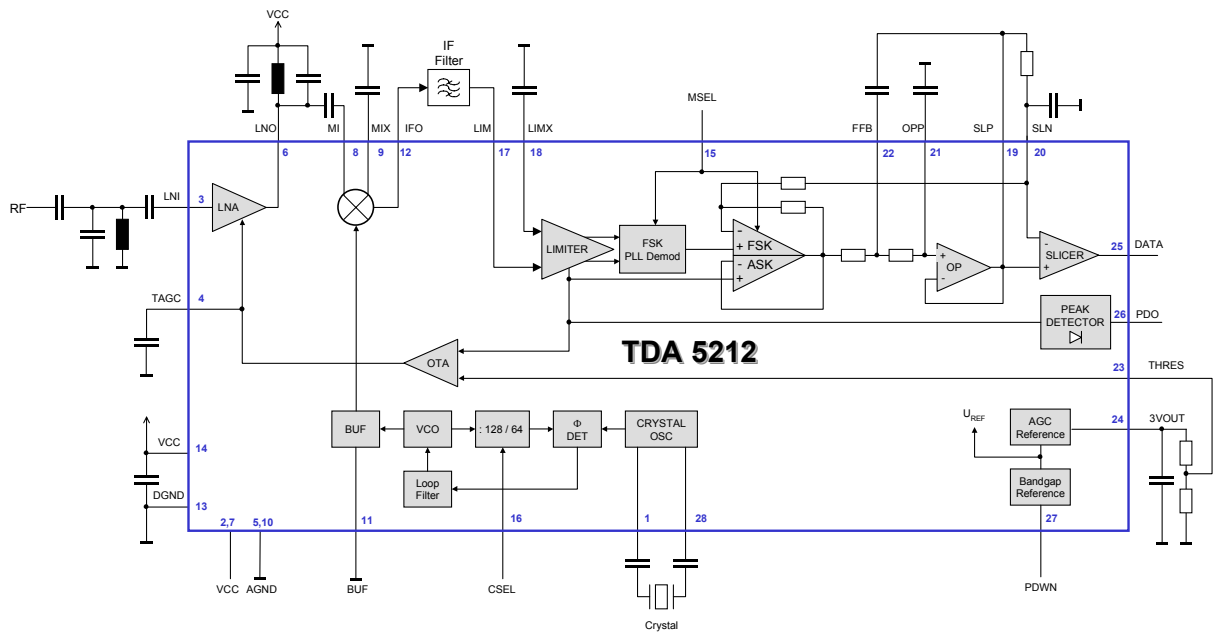 VCC
IF
Filter
MSEL
LNO
MI
MIX
IFO
LIM
LIMX
FFB
OPP
SLP
SLN
6
8
9
12
17
18
15
22
21
19
20
RF
LNI
3
LNA
LIMITER
FSK
PLL Demod
-
+ FSK
- ASK
+
+
-
OP
-
+
SLICER
25
DATA
TAGC
4
PEAK
DETECTOR
26
PDO
OTA
TDA 5212
23
THRES
BUF
VCO
: 128 / 64
Φ
DET
CRYSTAL
OSC
UREF
AGC
Reference
24
3VOUT
VCC
14
Loop
Filter
Bandgap
Reference
DGND
13
2,7
5,10
11
16
1
28
27
VCC
AGND
BUF
CSEL
PDWN
Crystal